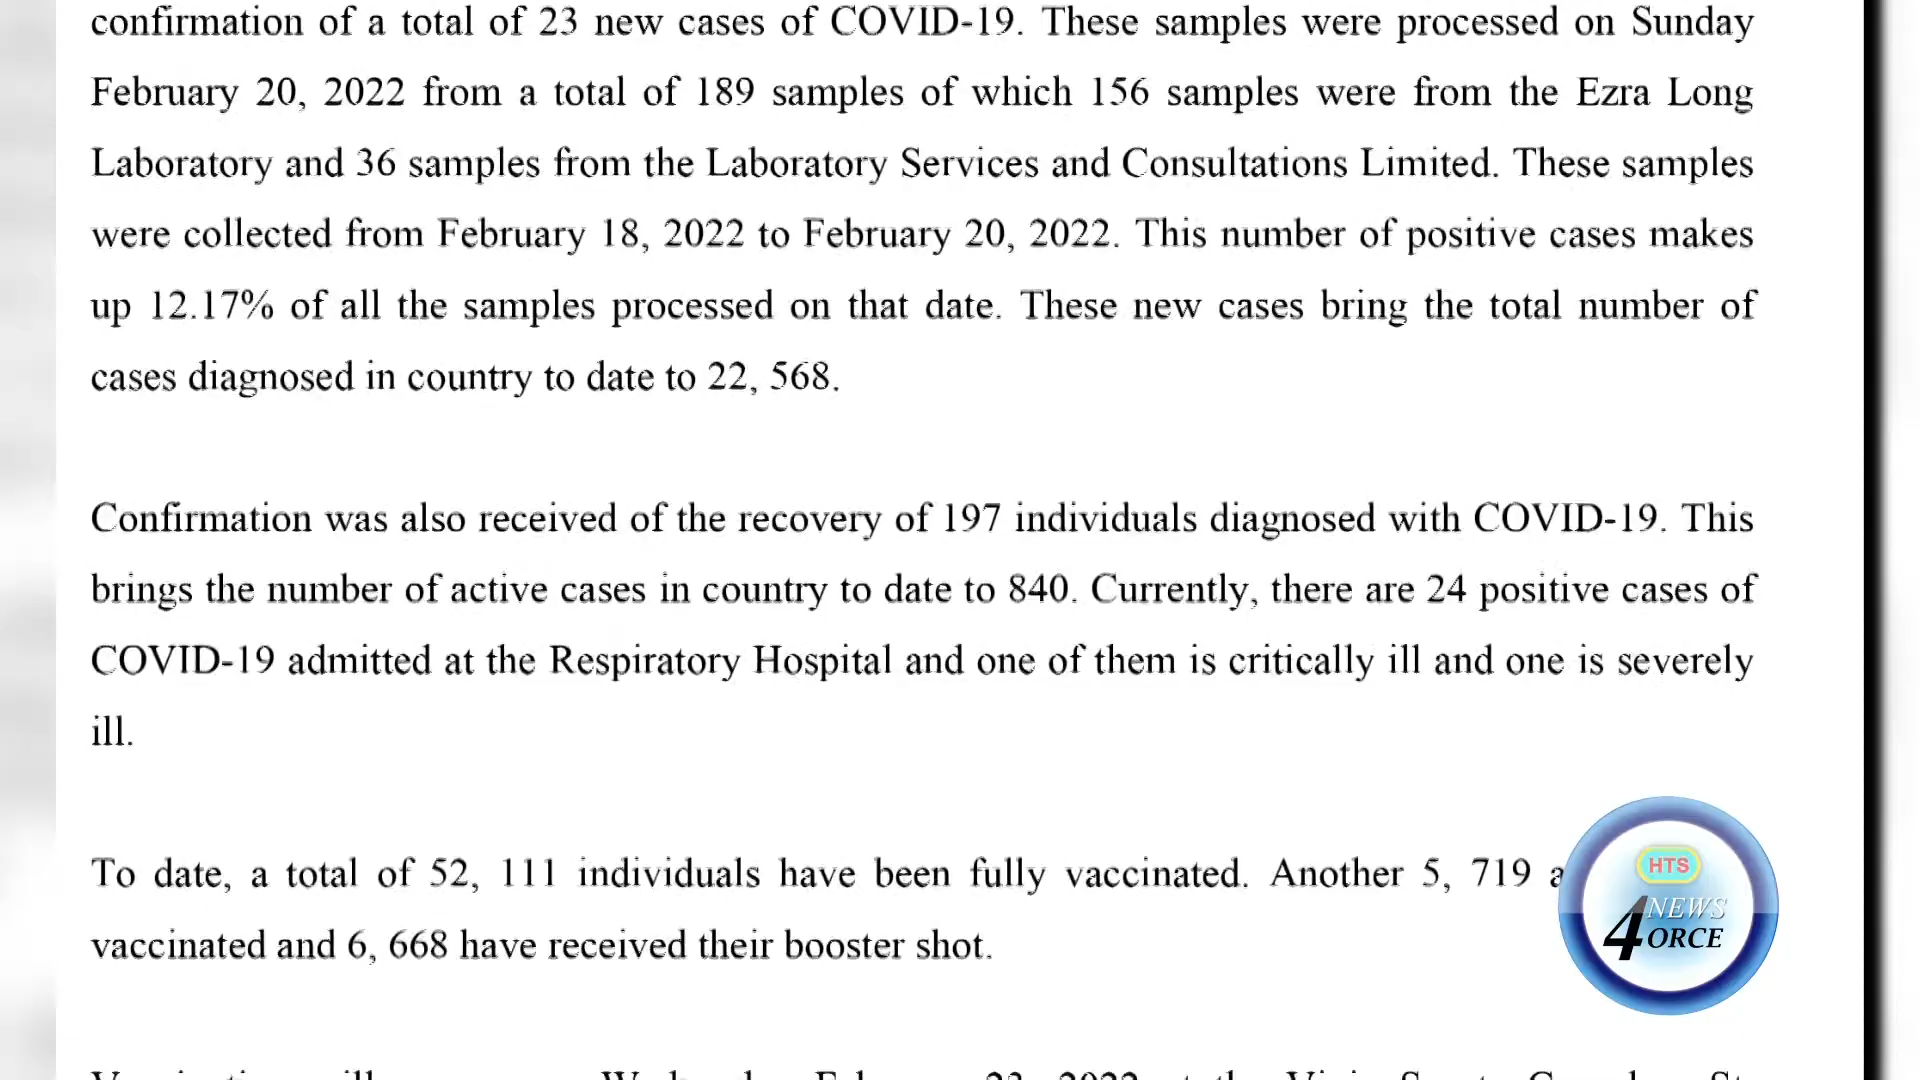 confirmation of a total of 23 new cases of COVID-19. These samples were processed on Sunday
February 20, 2022 from a total of 189 samples of which 156 samples were from the Ezra Long
Laboratory and 36 samples from the Laboratory Services and Consultations Limited. These samples
were collected from February 18, 2022 to February 20, 2022. This number of positive cases makes
up 12.17% of all the samples processed on that date. These new cases bring the total number of
cases diagnosed in country to date to 22, 568.
Confirmation was also received of the recovery of 197 individuals diagnosed with COVID-19. This
brings the number of active cases in country to date to 840. Currently, there are 24 positive cases of
COVID-19 admitted at the Respiratory Hospital and one of them is critically ill and one is severely
ill.
To date, a total of 52, 111 individuals have been fully vaccinated. Another 5, 719
vaccinated and 6, 668 have received their booster shot.
HTS
NEWS
4ORCE